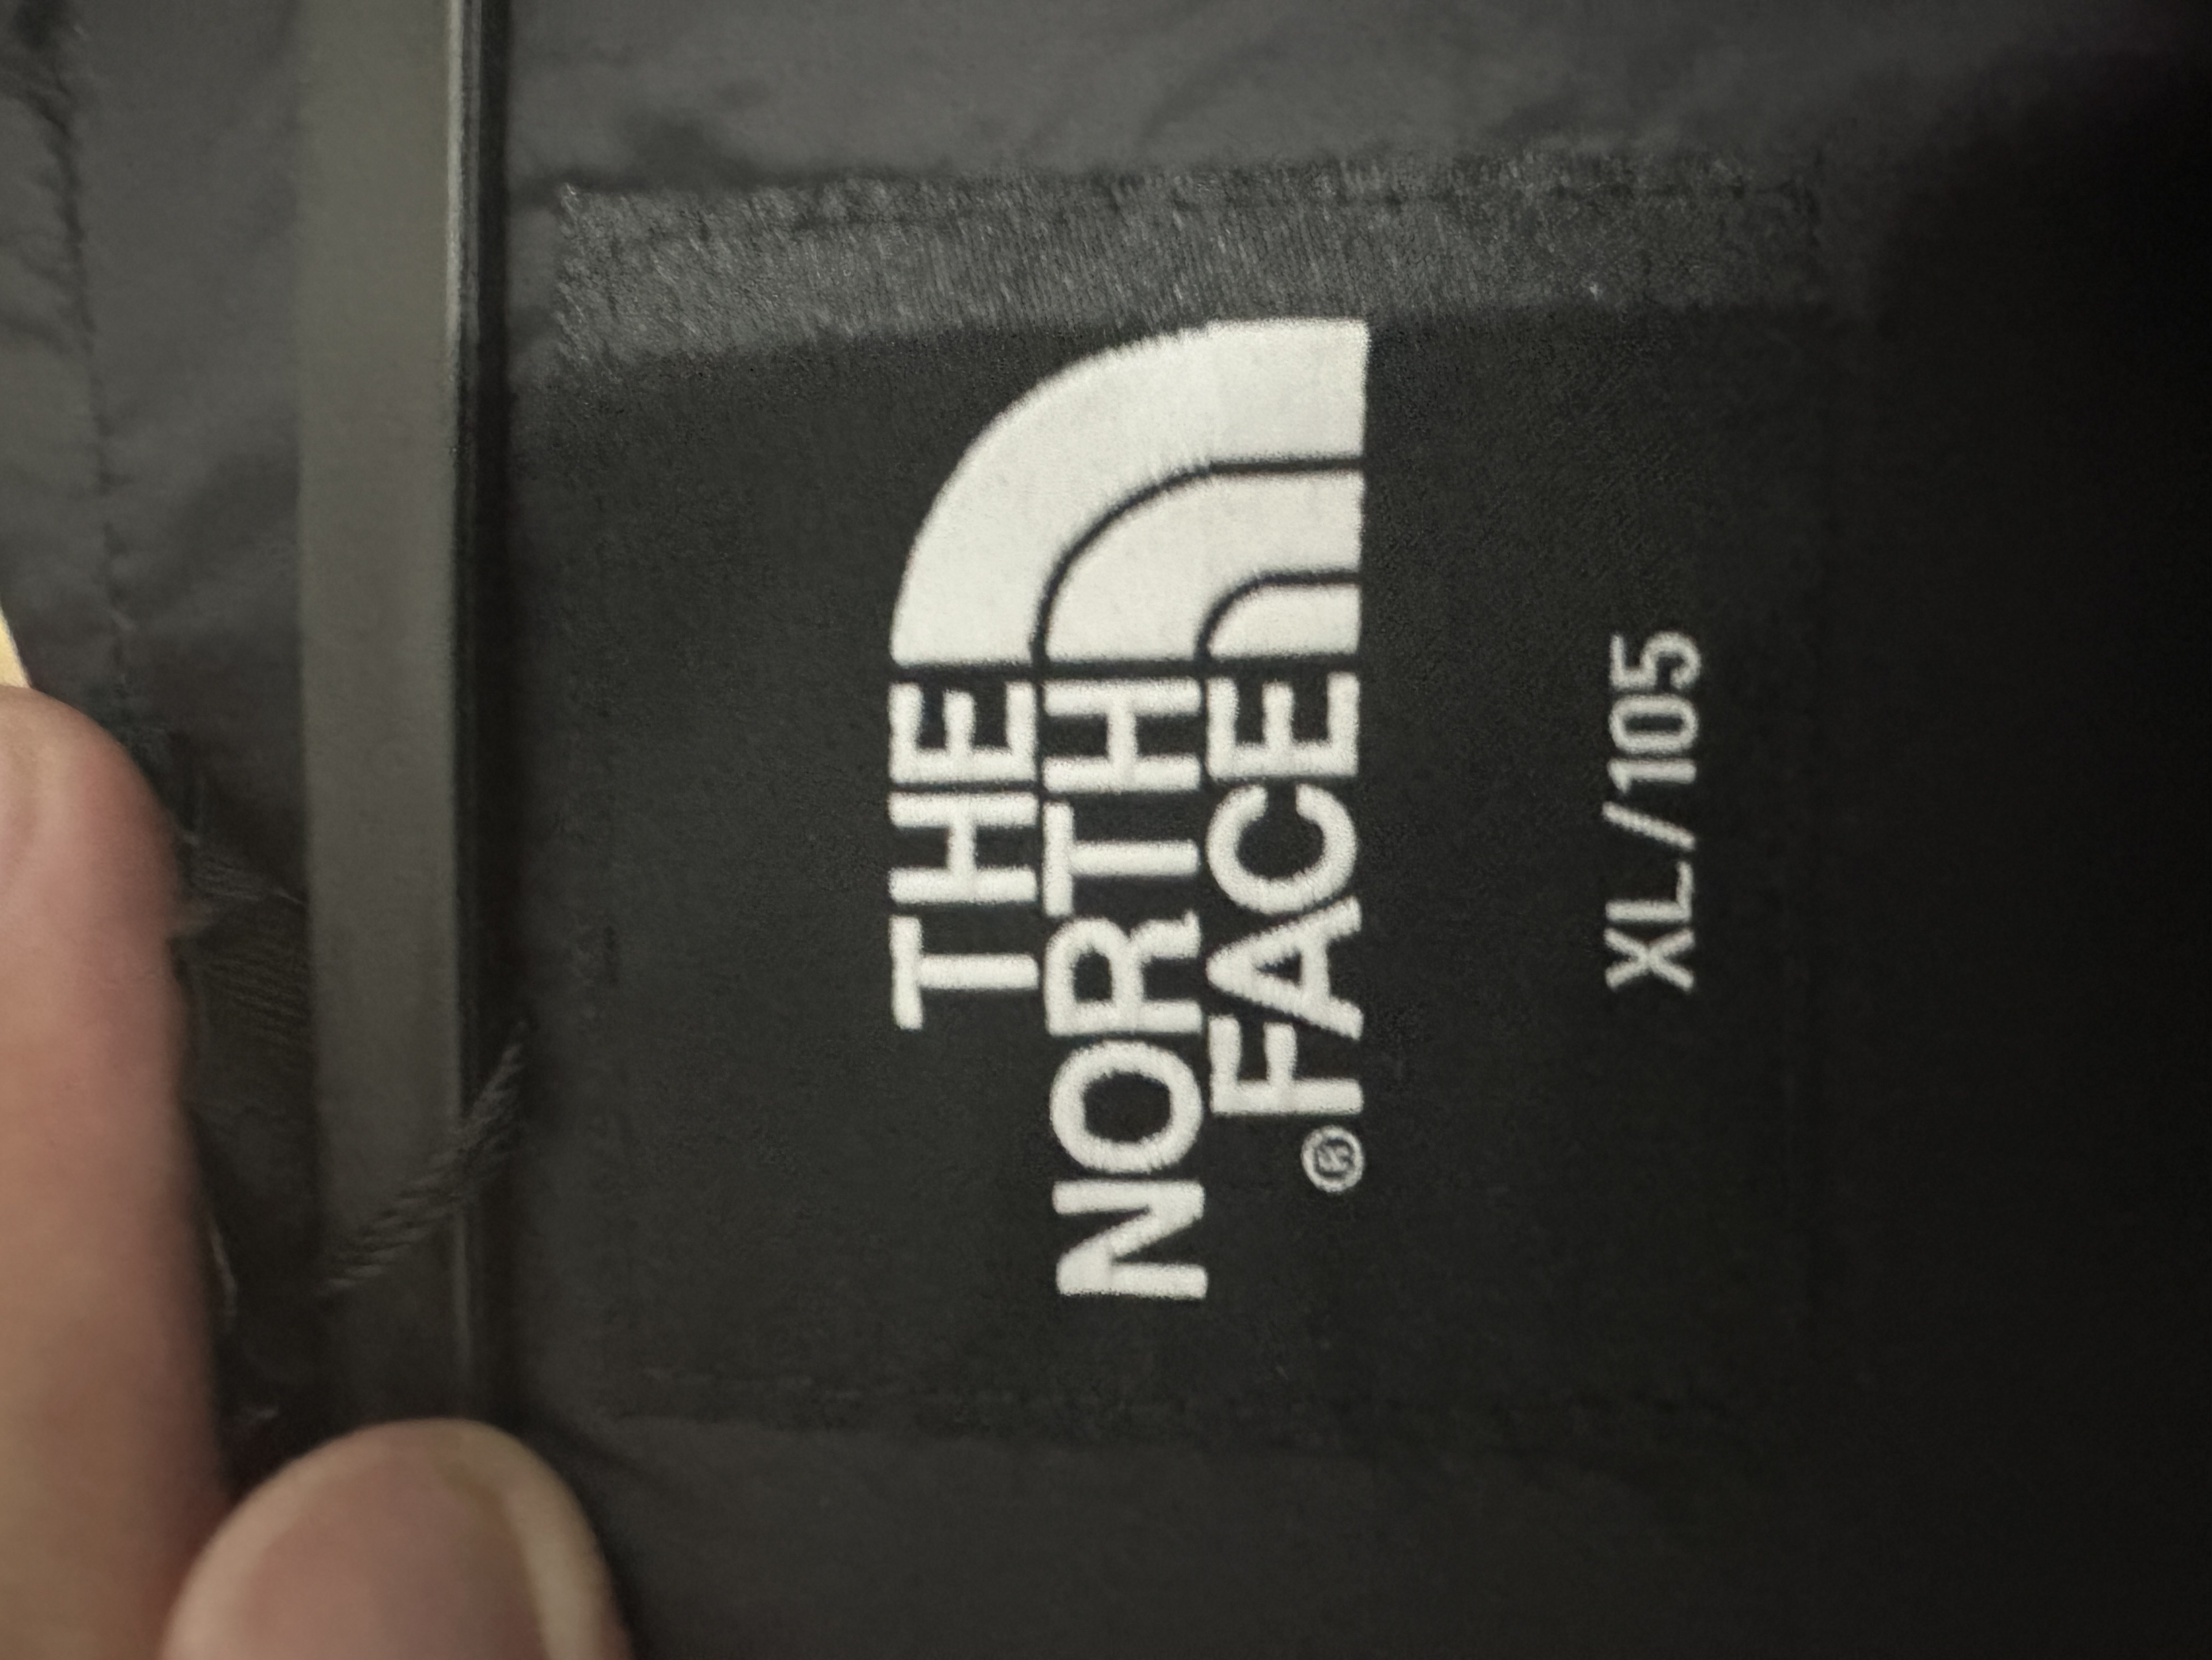 THE
NORTH
FACE®
XL/105